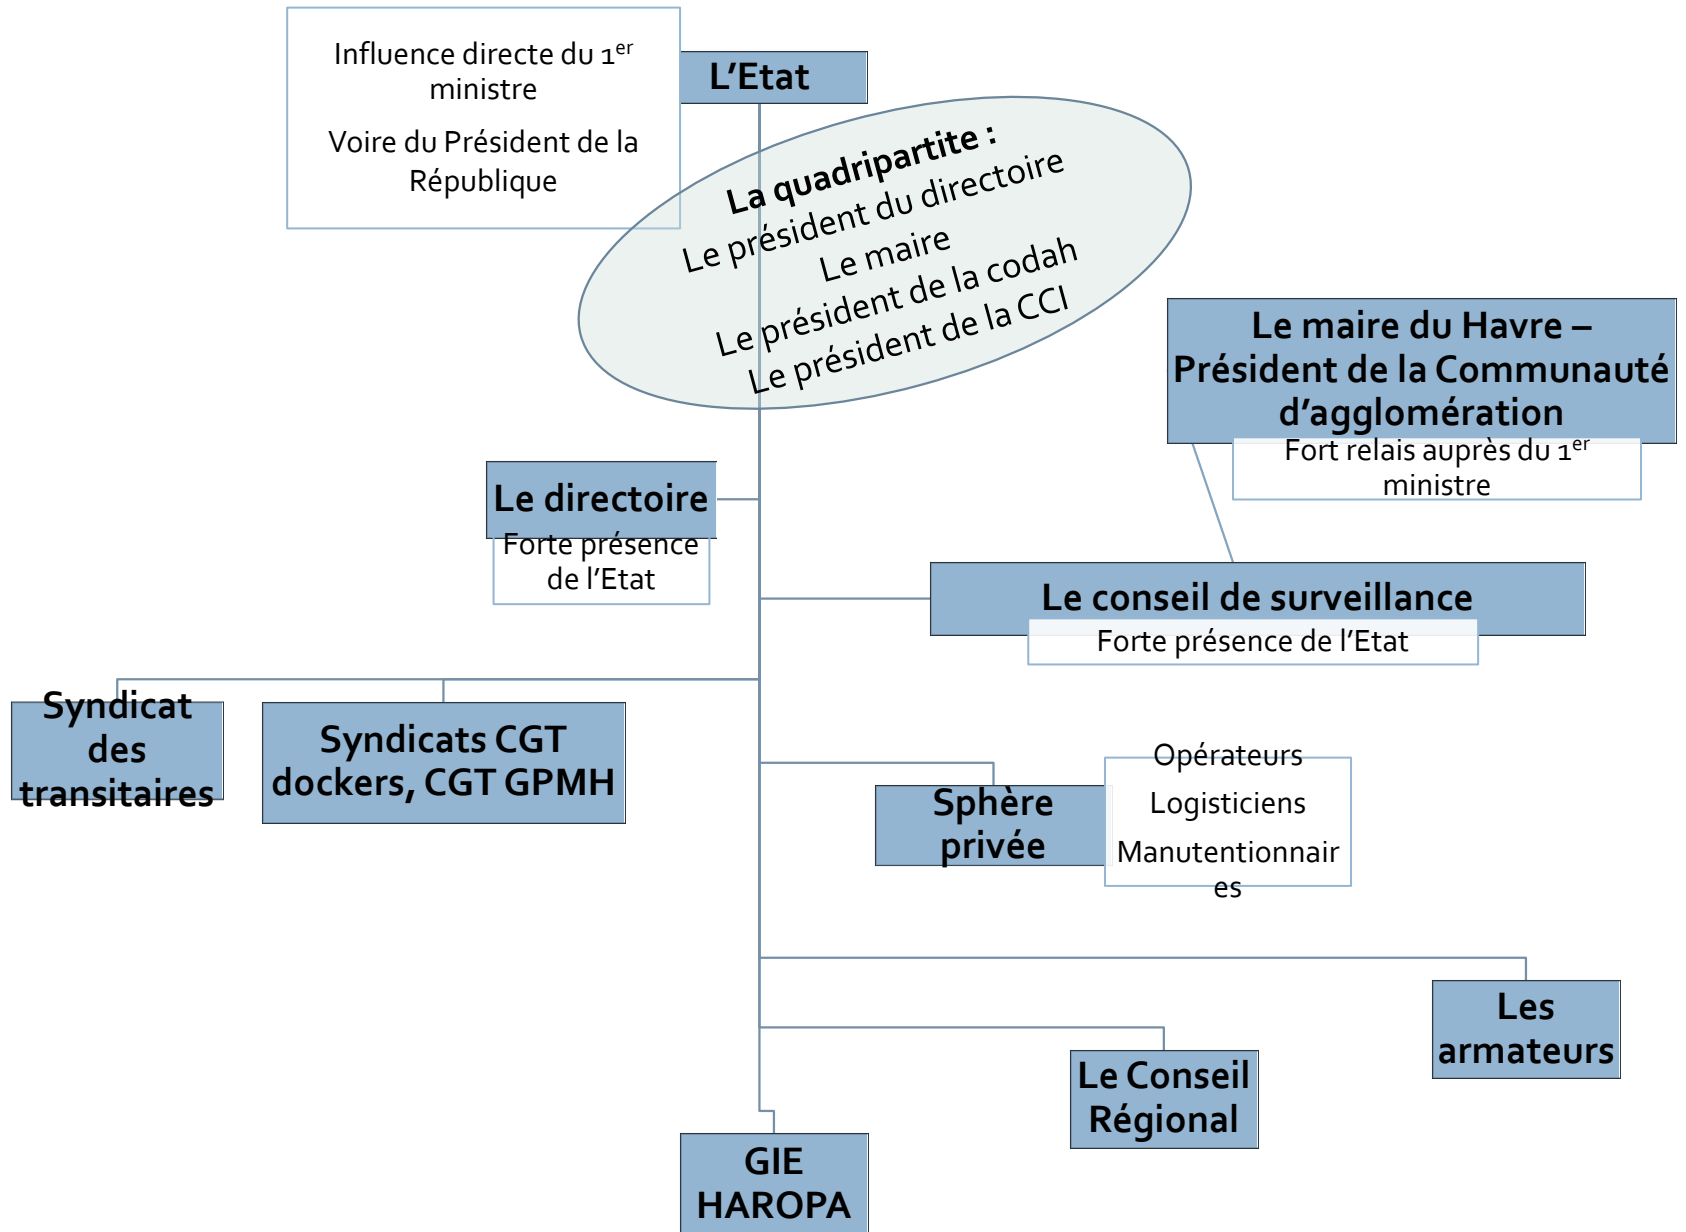 Influence directe du 1er
ministre
Voire du Président de la
République
L’Etat
La quadripartite :
Le président du directoire
Le maire
Le président de la codah
Le président de la CCI
Le maire du Havre –
Président de la Communauté
d’agglomération
Fort relais auprès du 1er
ministre
Le directoire
Forte présence
de l’Etat
Le conseil de surveillance
Forte présence de l’Etat
Syndicat
des
transitaires
Syndicats CGT
dockers, CGT GPMH
Sphère
privée
Opérateurs
Logisticiens
Manutentionnair
es
Les
armateurs
Le Conseil
Régional
GIE
HAROPA